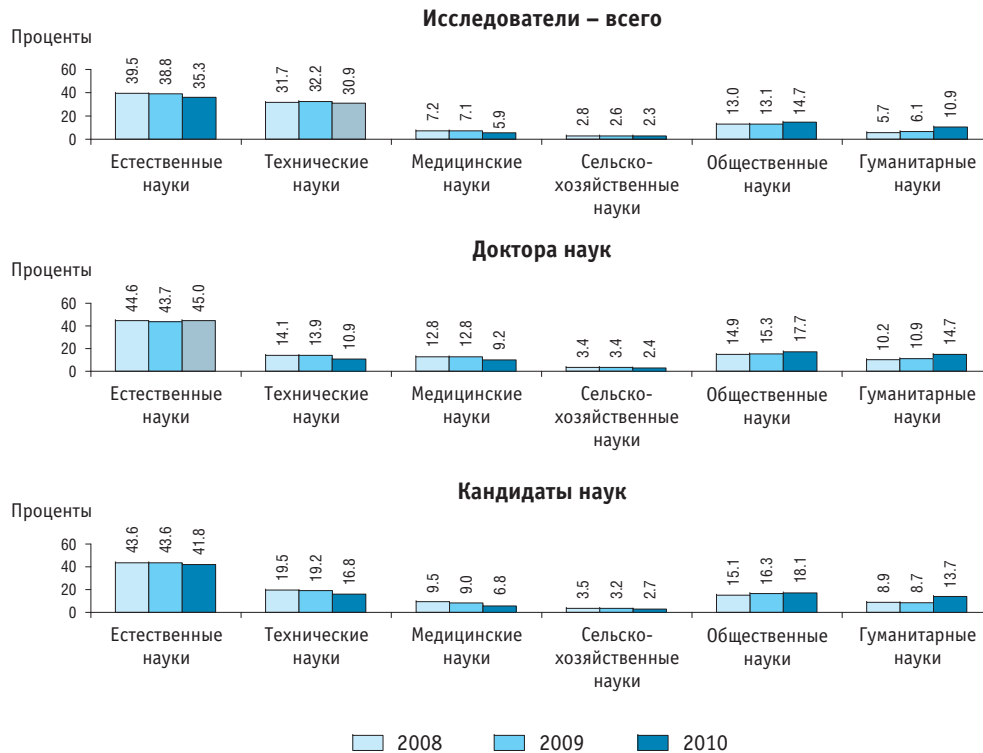 Исследователи – всего
Проценты
39.5 38.8 35.3 31.7 32.2 30.9 7.2 7.1 5.9 2.8 2.6 2.3 13.0 13.1 14.7 5.7 6.1 10.9
60
40
20
0
Естественные науки
Технические науки
Медицинские науки
Сельско-
хозяйственные
науки
Общественные науки
Гуманитарные науки
Доктора наук
Проценты
44.6 43.7 45.0 14.1 13.9 10.9 12.8 12.8 9.2 3.4 3.4 2.4 14.9 15.3 17.7 10.2 10.9 14.7
60
40
20
0
Естественные науки
Технические науки
Медицинские науки
Сельско-
хозяйственные
науки
Общественные науки
Гуманитарные науки
Кандидаты наук
Проценты
43.6 43.6 41.8 19.5 19.2 16.8 9.5 9.0 6.8 3.5 3.2 2.7 15.1 16.3 18.1 8.9 8.7 13.7
60
40
20
0
Естественные науки
Технические науки
Медицинские науки
Сельско-
хозяйственные
науки
Общественные науки
Гуманитарные науки
2008 2009 2010